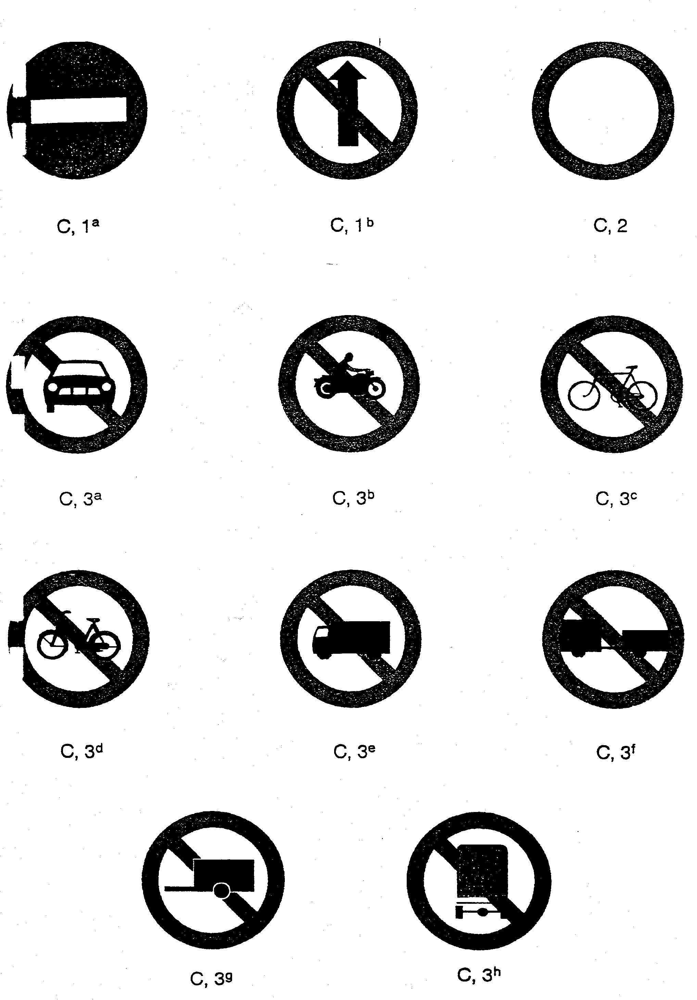 C, 1ᵃ
C, 1ᵇ
C, 2
C, 3ᵃ
C, 3ᵇ
C, 3ᶜ
C, 3ᵈ
C, 3ᵉ
C, 3ᶠ
C, 3ᵍ
C, 3ʰ